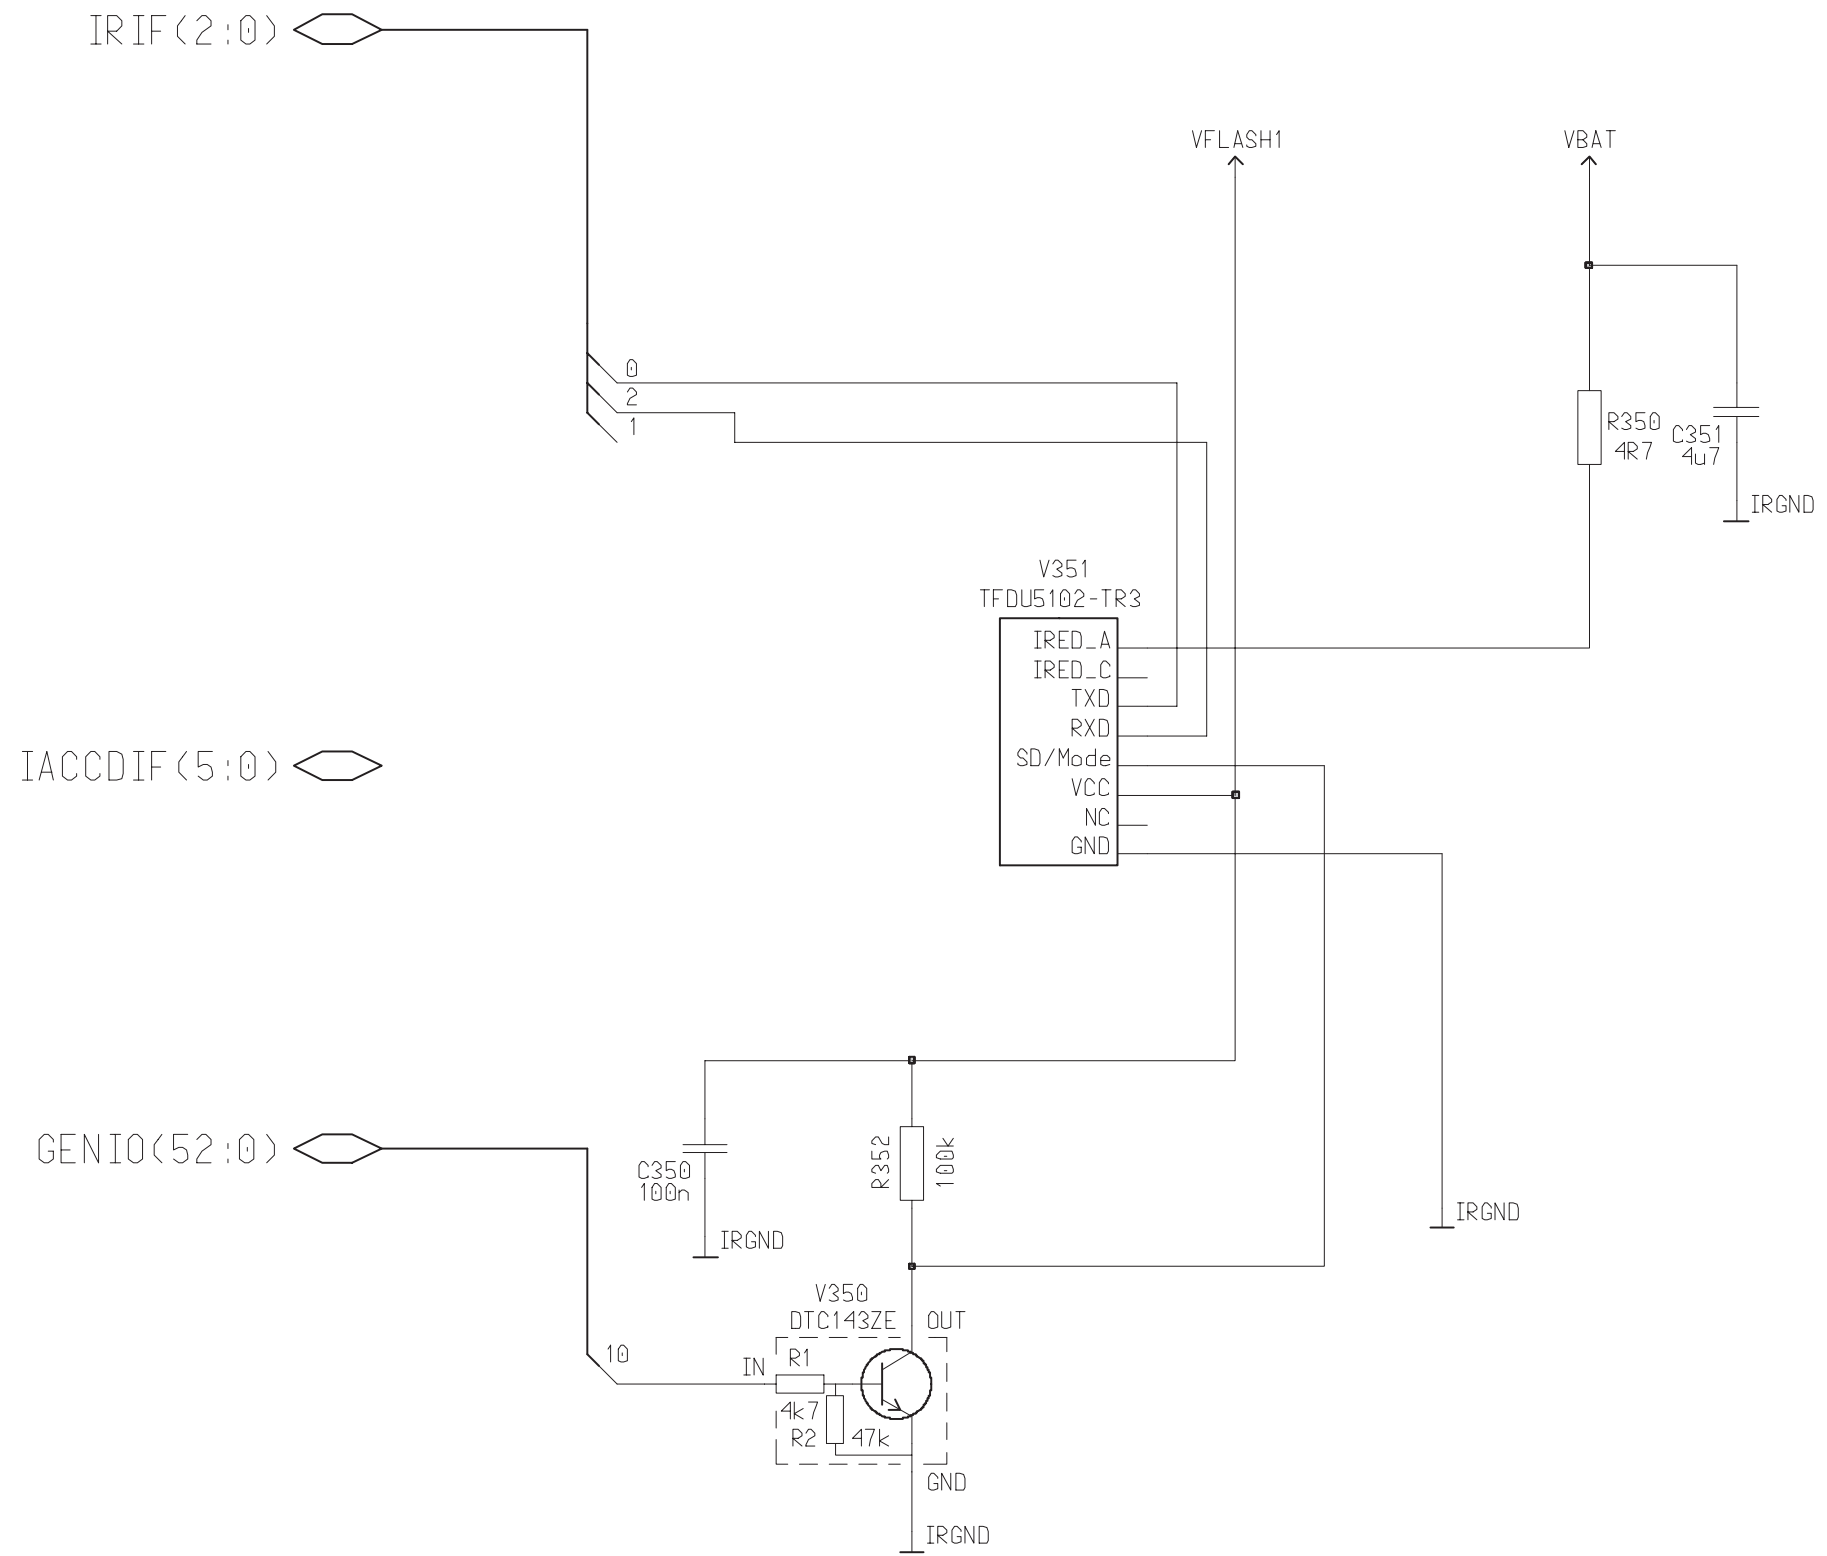 IRIF(2:0)
VFLASH1
VBAT
0
2
1
R350
4R7
C351
4u7
IRGND
V351
TFDU5102-TR3
IRED_A
IRED_C
TXD
RXD
SD/Mode
VCC
NC
GND
IACCDIF(5:0)
GENIO(52:0)
C350
100n
IRGND
R352
100k
IRGND
V350
DTC143ZE
OUT
10
IN
R1
4k7
R2
47k
GND
IRGND